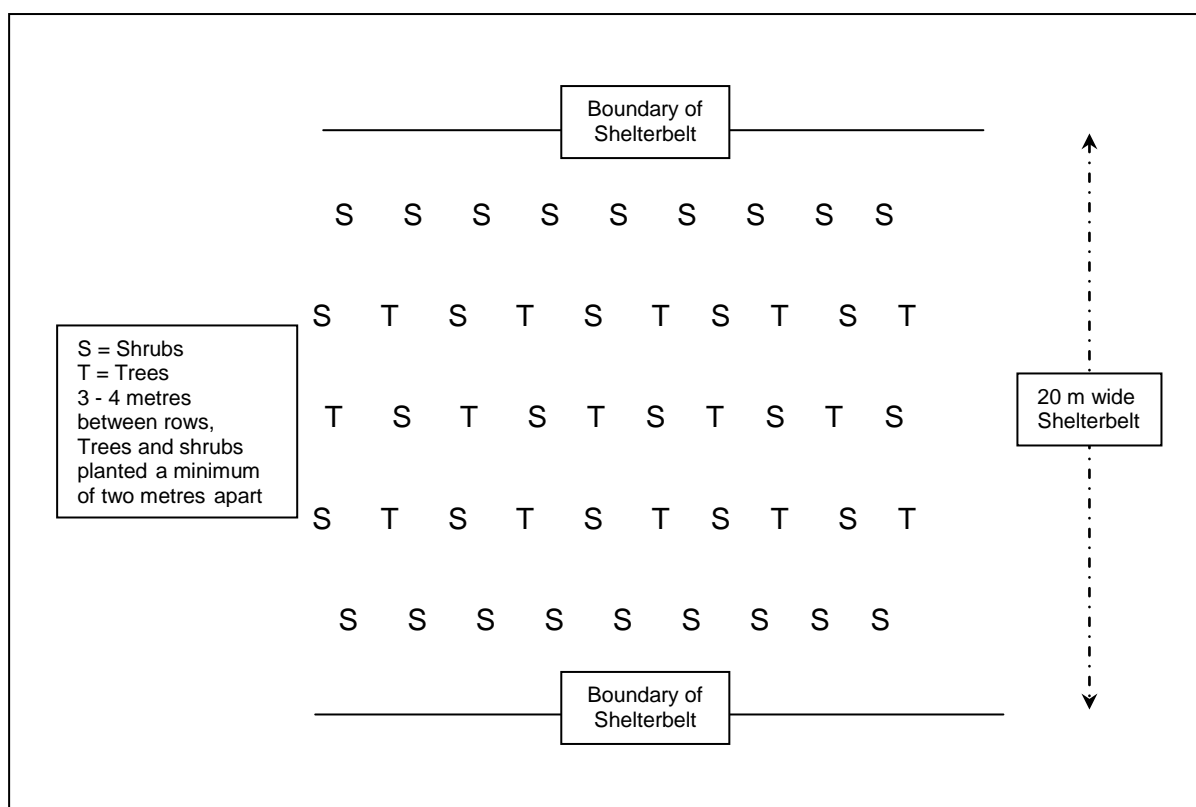 Boundary of
Shelterbelt
S S S S S S S S S
S T S T S T S T S T
S = Shrubs
T = Trees
3 - 4 metres
between rows,
Trees and shrubs
planted a minimum
of two metres apart
T S T S T S T S T S
20 m wide
Shelterbelt
S T S T S T S T S T
S S S S S S S S S
Boundary of
Shelterbelt